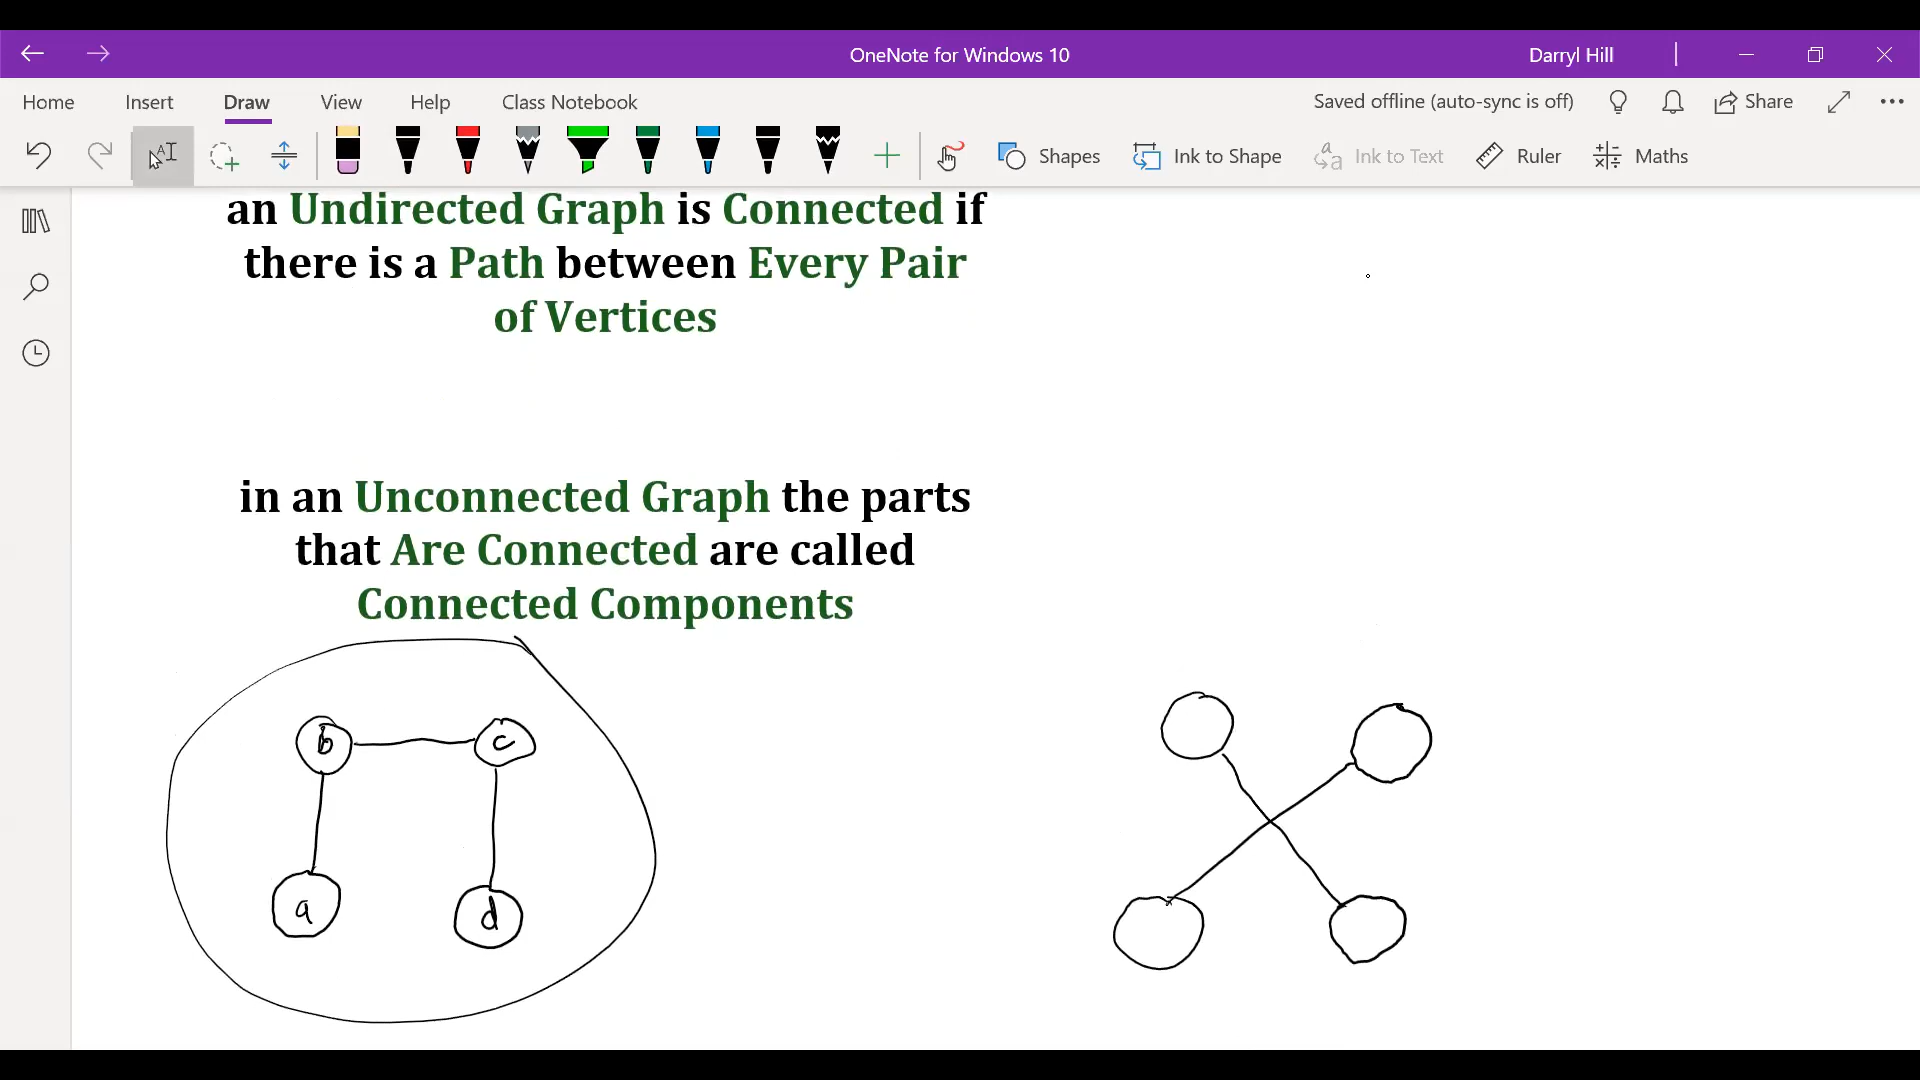 OneNote for Windows 10
Darryl Hill
Home Insert Draw View Help Class Notebook
Saved offline (auto-sync is off) Share
Shapes Ink to Shape Ink to Text Ruler Maths
an Undirected Graph is Connected if
there is a Path between Every Pair
of Vertices
in an Unconnected Graph the parts
that Are Connected are called
Connected Components
b c
a d